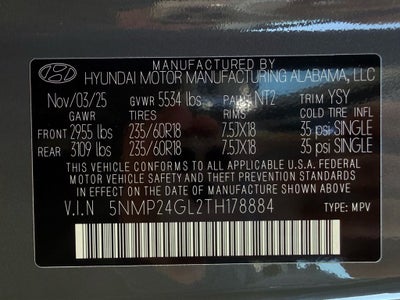 MANUFACTURED BY
HYUNDAI MOTOR MANUFACTURING ALABAMA, LLC
Nov/03/25 GVWR 5534 lbs PAINT NT2 TRIM YSY
GAWR TIRES RIMS COLD TIRE INFL
FRONT 2955 lbs 235/60R18 7.5JX18 35 psi SINGLE
REAR 3109 lbs 235/60R18 7.5JX18 35 psi SINGLE
THIS VEHICLE CONFORMS TO ALL APPLICABLE U.S.A. FEDERAL
MOTOR VEHICLE SAFETY, BUMPER, AND THEFT PREVENTION
STANDARDS IN EFFECT ON THE DATE OF MANUFACTURE SHOWN ABOVE.
V.I.N 5NMP24GL2TH178884 TYPE: MPV